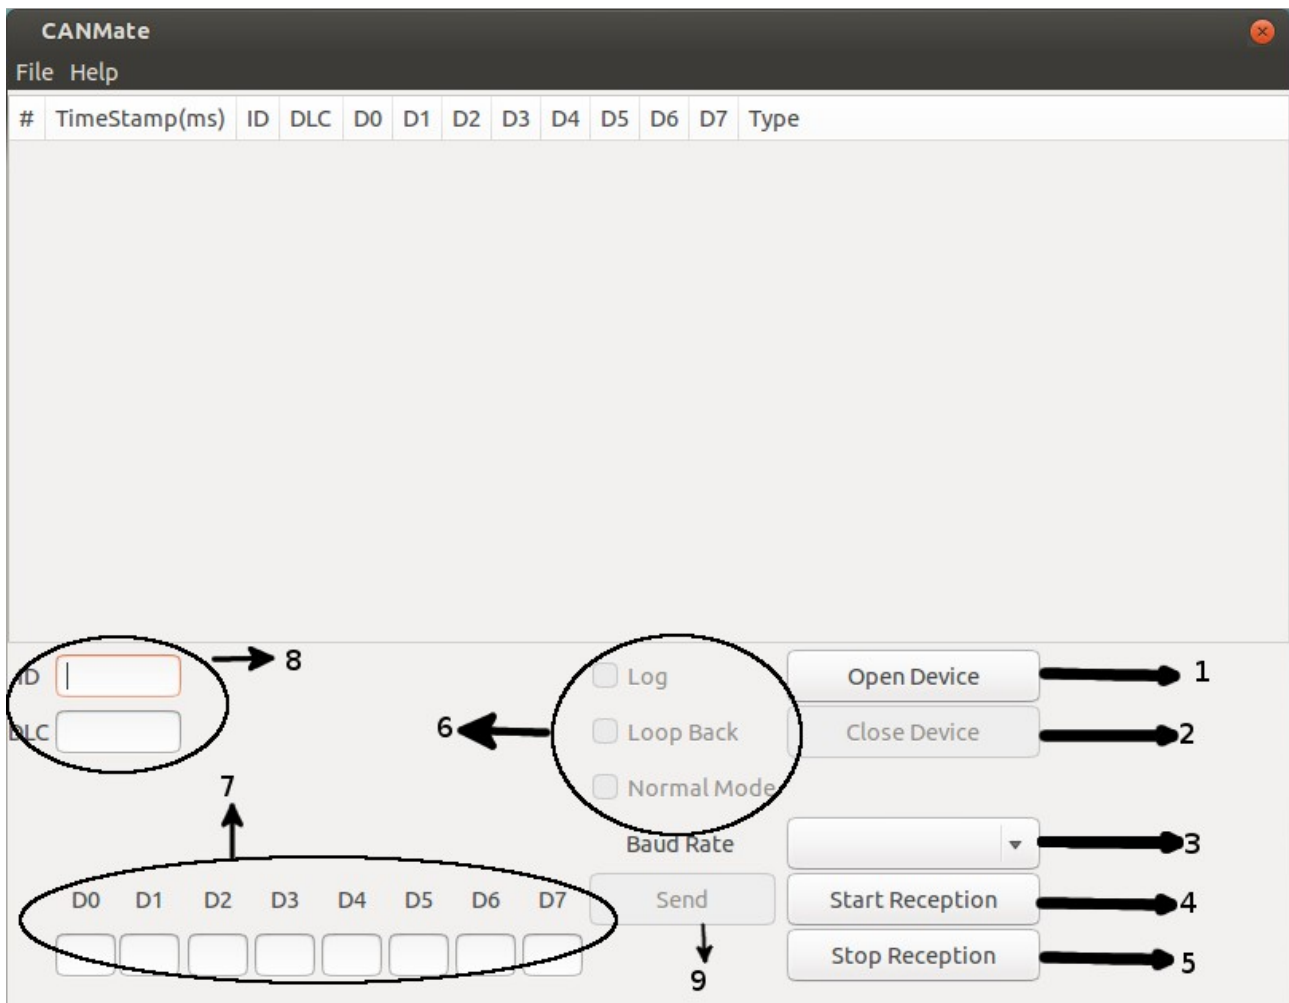 CANMate
File Help
# TimeStamp(ms) ID DLC D0 D1 D2 D3 D4 D5 D6 D7 Type
8
ID
Log
Open Device
1
DLC
6
Loop Back
Close Device
2
7
Normal Mode
Baud Rate
3
D0 D1 D2 D3 D4 D5 D6 D7
Send
Start Reception
4
Stop Reception
5
9